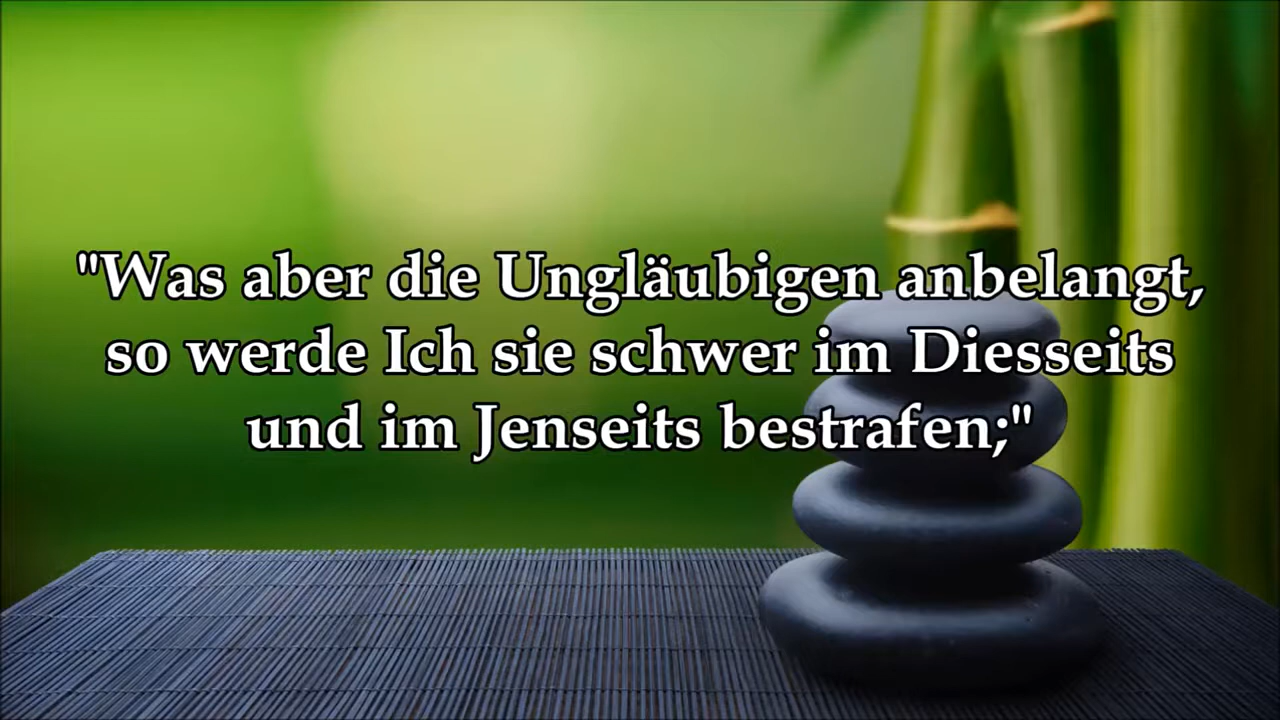 "Was aber die Ungläubigen anbelangt,
so werde Ich sie schwer im Diesseits
und im Jenseits bestrafen;"